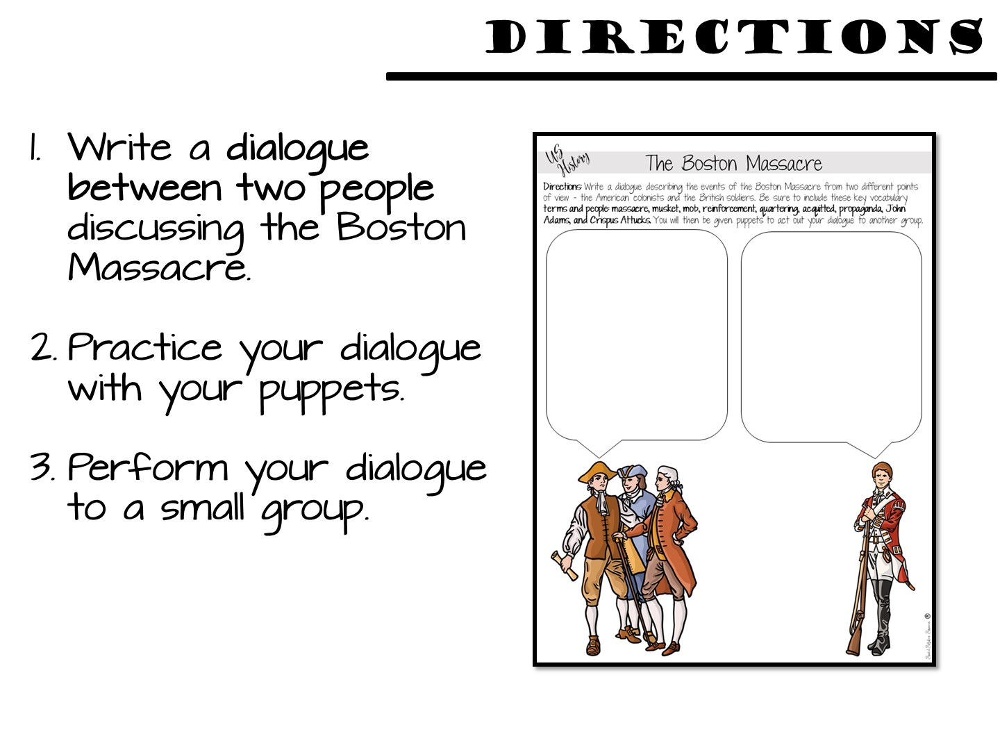 DIRECTIONS
1. Write a dialogue
between two people
discussing the Boston
Massacre.
2. Practice your dialogue
with your puppets.
3. Perform your dialogue
to a small group.
US
History
The Boston Massacre
Directions: Write a dialogue describing the events of the Boston Massacre from two different points
of view - the American colonists and the British soldiers. Be sure to include these key vocabulary
terms and people: massacre, musket, mob, reinforcement, quartering, acquitted, propaganda, John
Adams, and Crispus Attucks. You will then be given puppets to act out your dialogue to another group.